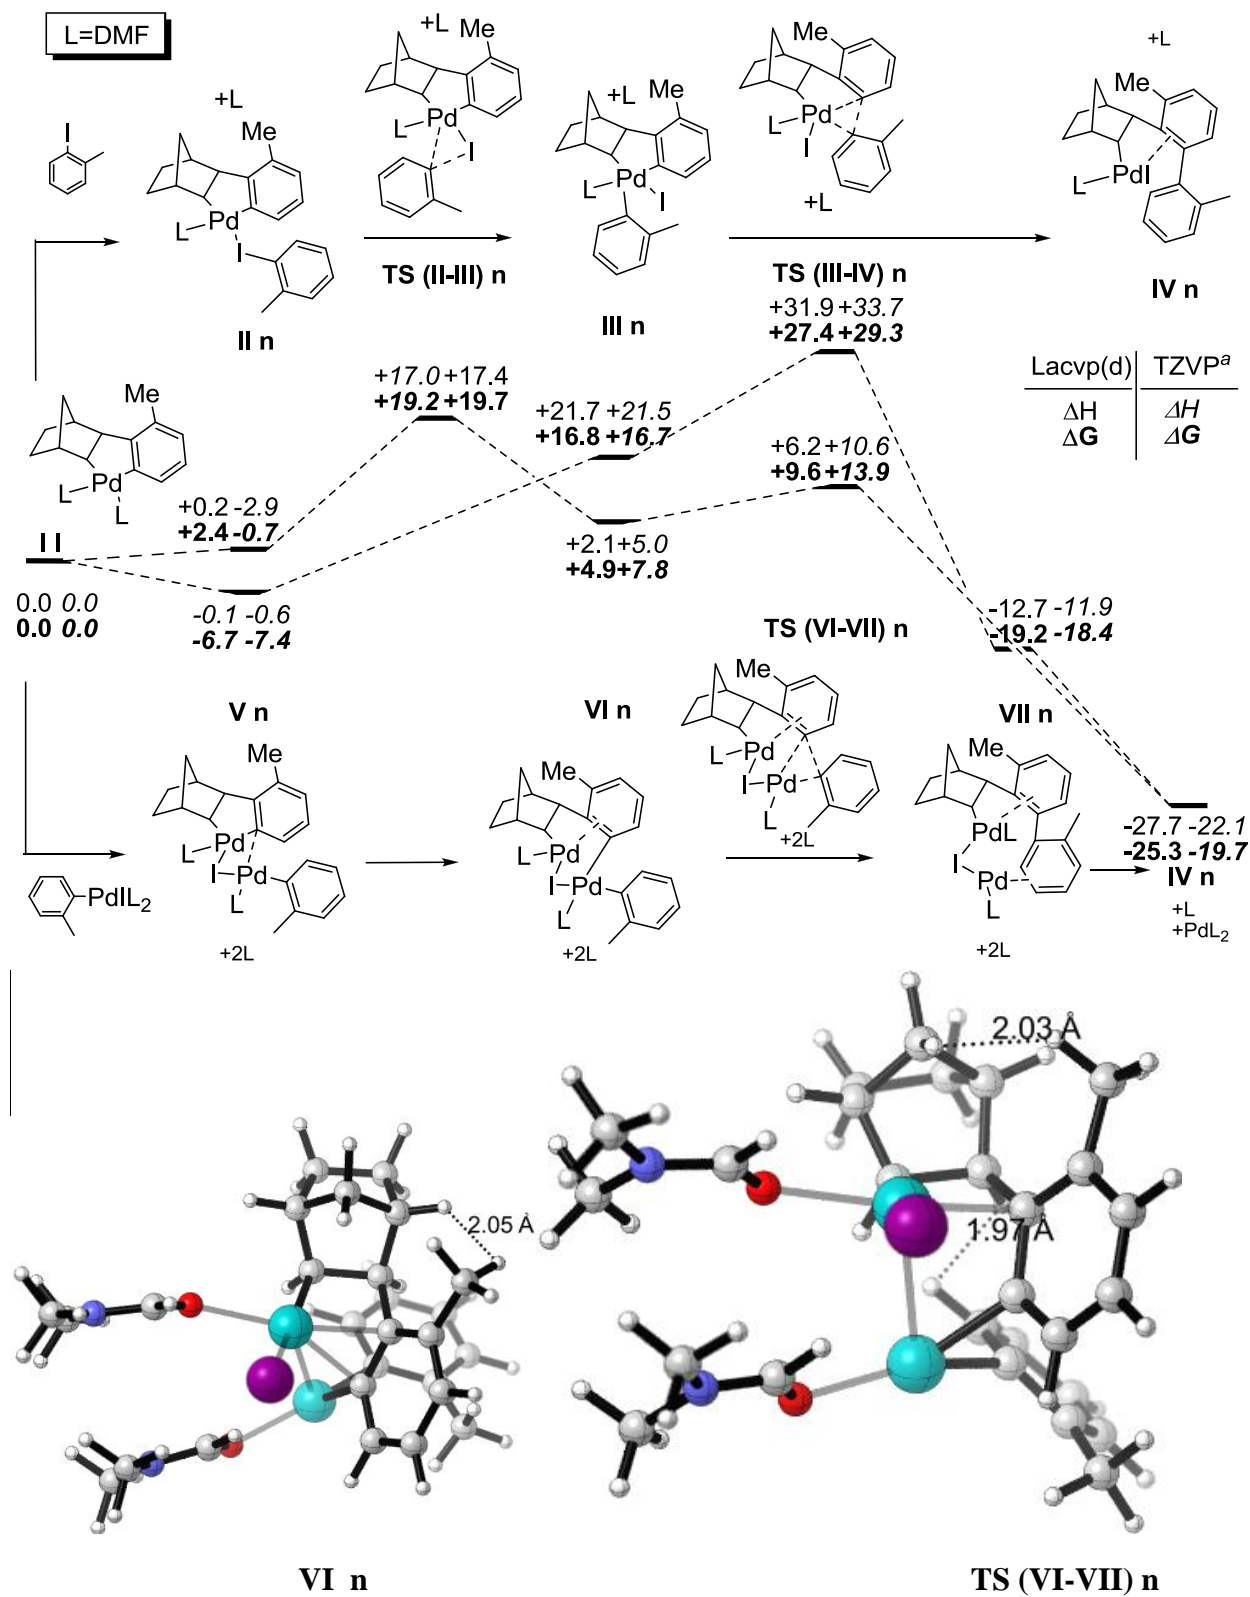 L=DMF
+L
Me
L
Pd
I
TS (II-III) n
+L
Me
L
Pd
I
III n
Me
Pd
L
I
+L
TS (III-IV) n
+L
Me
L
PdI
IV n
I
+L
Me
L
Pd
I
II n
+31.9 +33.7
+27.4 +29.3
Lacvp(d) TZVPa
ΔH ΔH
ΔG ΔG
+17.0 +17.4
+19.2 +19.7
+21.7 +21.5
+16.8 +16.7
+6.2 +10.6
+9.6 +13.9
Me
L
Pd
L
I I
0.0 0.0
0.0 0.0
+0.2 -2.9
+2.4 -0.7
-0.1 -0.6
-6.7 -7.4
+2.1 +5.0
+4.9 +7.8
-12.7 -11.9
-19.2 -18.4
TS (VI-VII) n
V n
VI n
VII n
Me
L
Pd
I
Pd
L
+2L
PdIL2
Me
L
Pd
I
Pd
L
+2L
Me
L
Pd
I
Pd
L
+2L
Me
PdL
I
Pd
L
+2L
-27.7 -22.1
-25.3 -19.7
IV n
+L
+PdL2
2.03 Å
2.05 Å
1.97 Å
VI n
TS (VI-VII) n